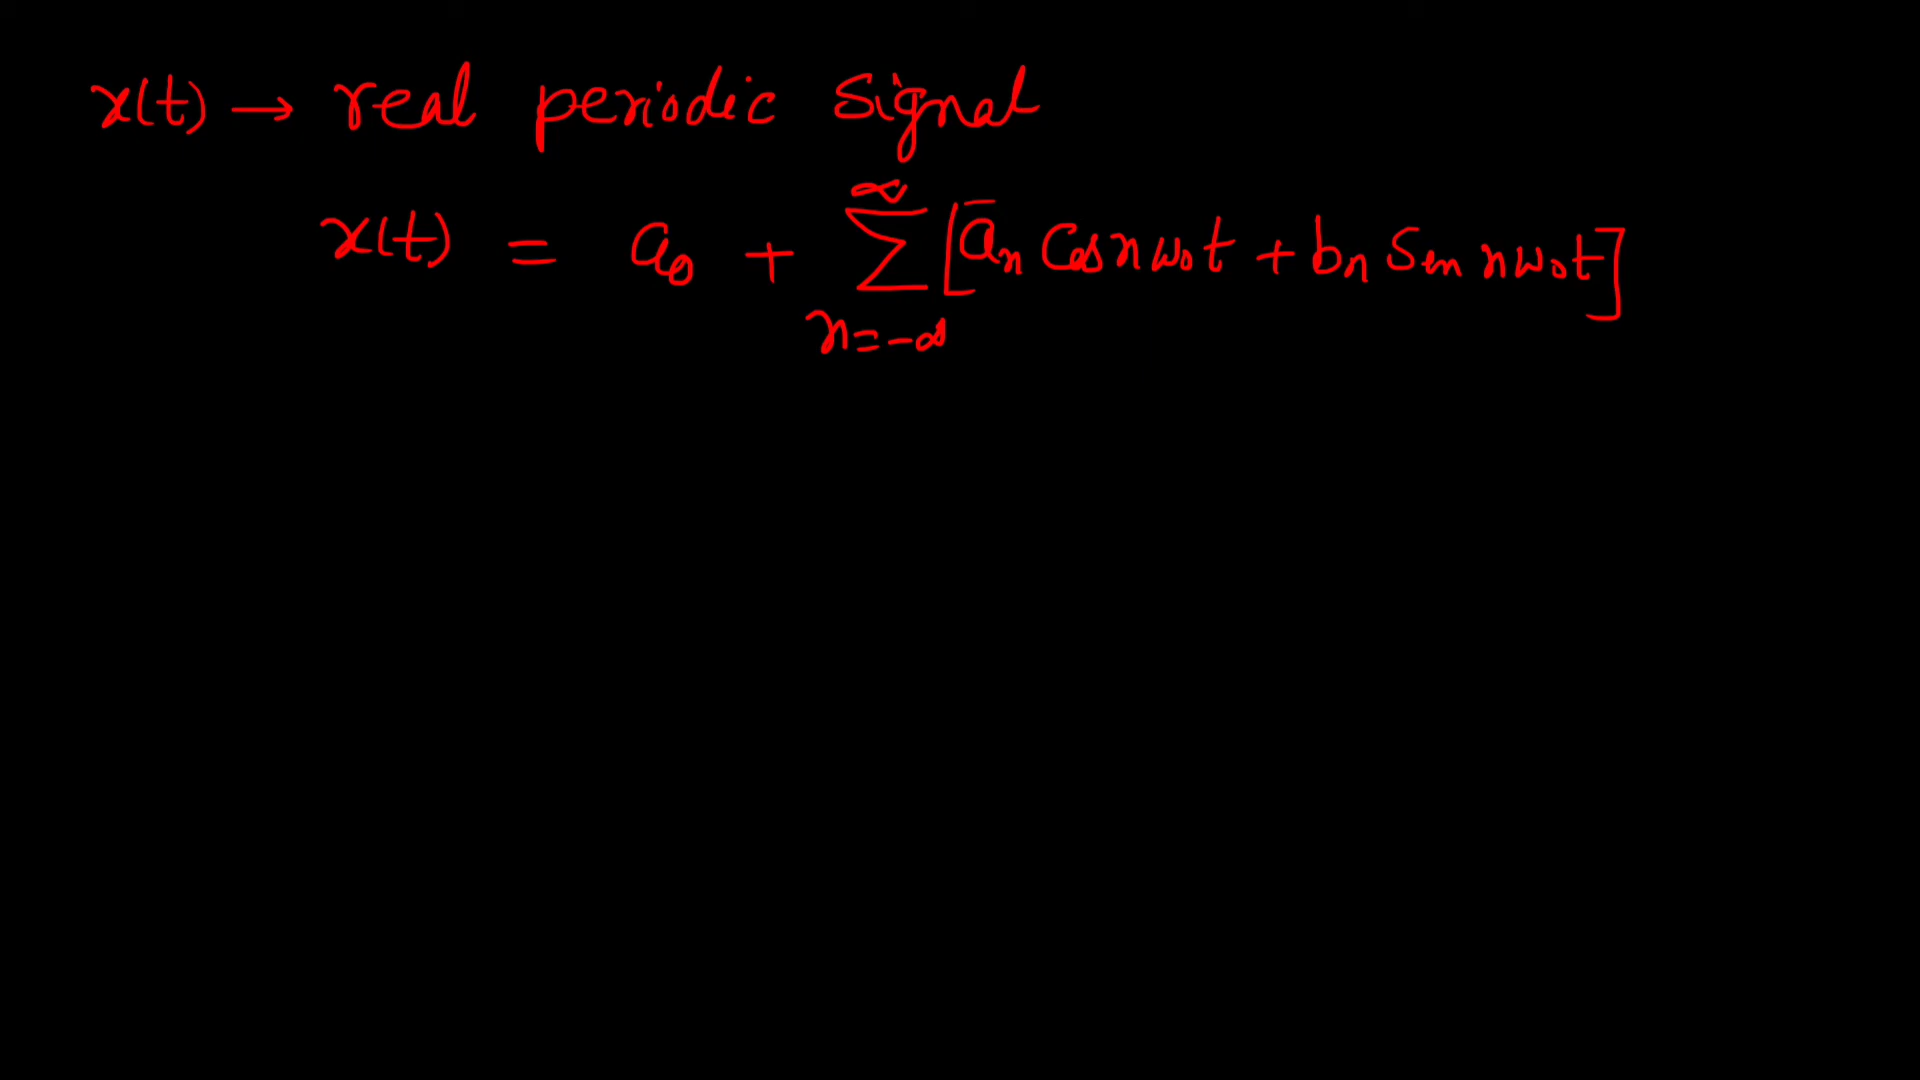 x(t) → real periodic signal
x(t) = a₀ + ∑_{n=-∞}^{∞} [aₙ Cos nω₀t + bₙ Sin nω₀t]